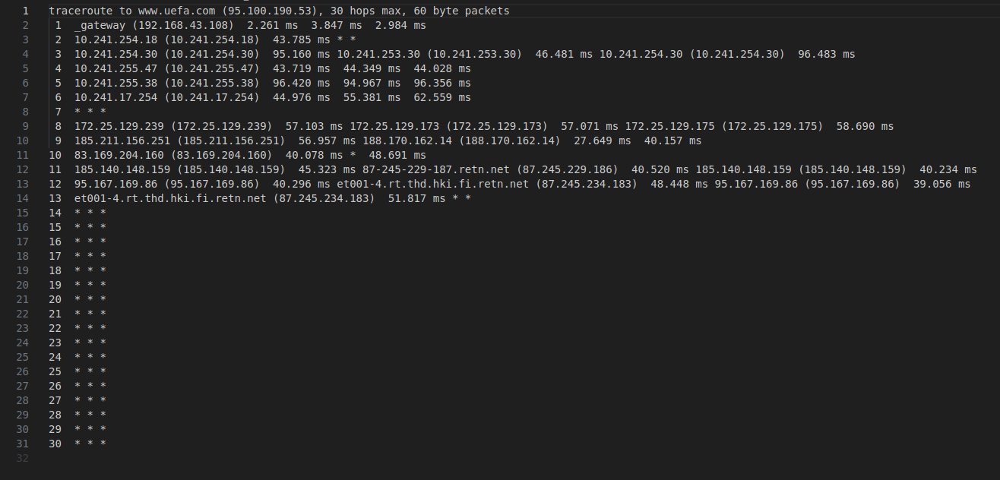 1 traceroute to www.uefa.com (95.100.190.53), 30 hops max, 60 byte packets
2 1 _gateway (192.168.43.108) 2.261 ms 3.847 ms 2.984 ms
3 2 10.241.254.18 (10.241.254.18) 43.785 ms * *
4 3 10.241.254.30 (10.241.254.30) 95.160 ms 10.241.253.30 (10.241.253.30) 46.481 ms 10.241.254.30 (10.241.254.30) 96.483 ms
5 4 10.241.255.47 (10.241.255.47) 43.719 ms 44.349 ms 44.028 ms
6 5 10.241.255.38 (10.241.255.38) 96.420 ms 94.967 ms 96.356 ms
7 6 10.241.17.254 (10.241.17.254) 44.976 ms 55.381 ms 62.559 ms
8 7 * * *
9 8 172.25.129.239 (172.25.129.239) 57.103 ms 172.25.129.173 (172.25.129.173) 57.071 ms 172.25.129.175 (172.25.129.175) 58.690 ms
10 9 185.211.156.251 (185.211.156.251) 56.957 ms 188.170.162.14 (188.170.162.14) 27.649 ms 40.157 ms
11 10 83.169.204.160 (83.169.204.160) 40.078 ms * 48.691 ms
12 11 185.140.148.159 (185.140.148.159) 45.323 ms 87-245-229-187.retn.net (87.245.229.186) 40.520 ms 185.140.148.159 (185.140.148.159) 40.234 ms
13 12 95.167.169.86 (95.167.169.86) 40.296 ms et001-4.rt.thd.hki.fi.retn.net (87.245.234.183) 48.448 ms 95.167.169.86 (95.167.169.86) 39.056 ms
14 13 et001-4.rt.thd.hki.fi.retn.net (87.245.234.183) 51.817 ms * *
15 14 * * *
16 15 * * *
17 16 * * *
18 17 * * *
19 18 * * *
20 19 * * *
21 20 * * *
22 21 * * *
23 22 * * *
24 23 * * *
25 24 * * *
26 25 * * *
27 26 * * *
28 27 * * *
29 28 * * *
30 29 * * *
31 30 * * *
32